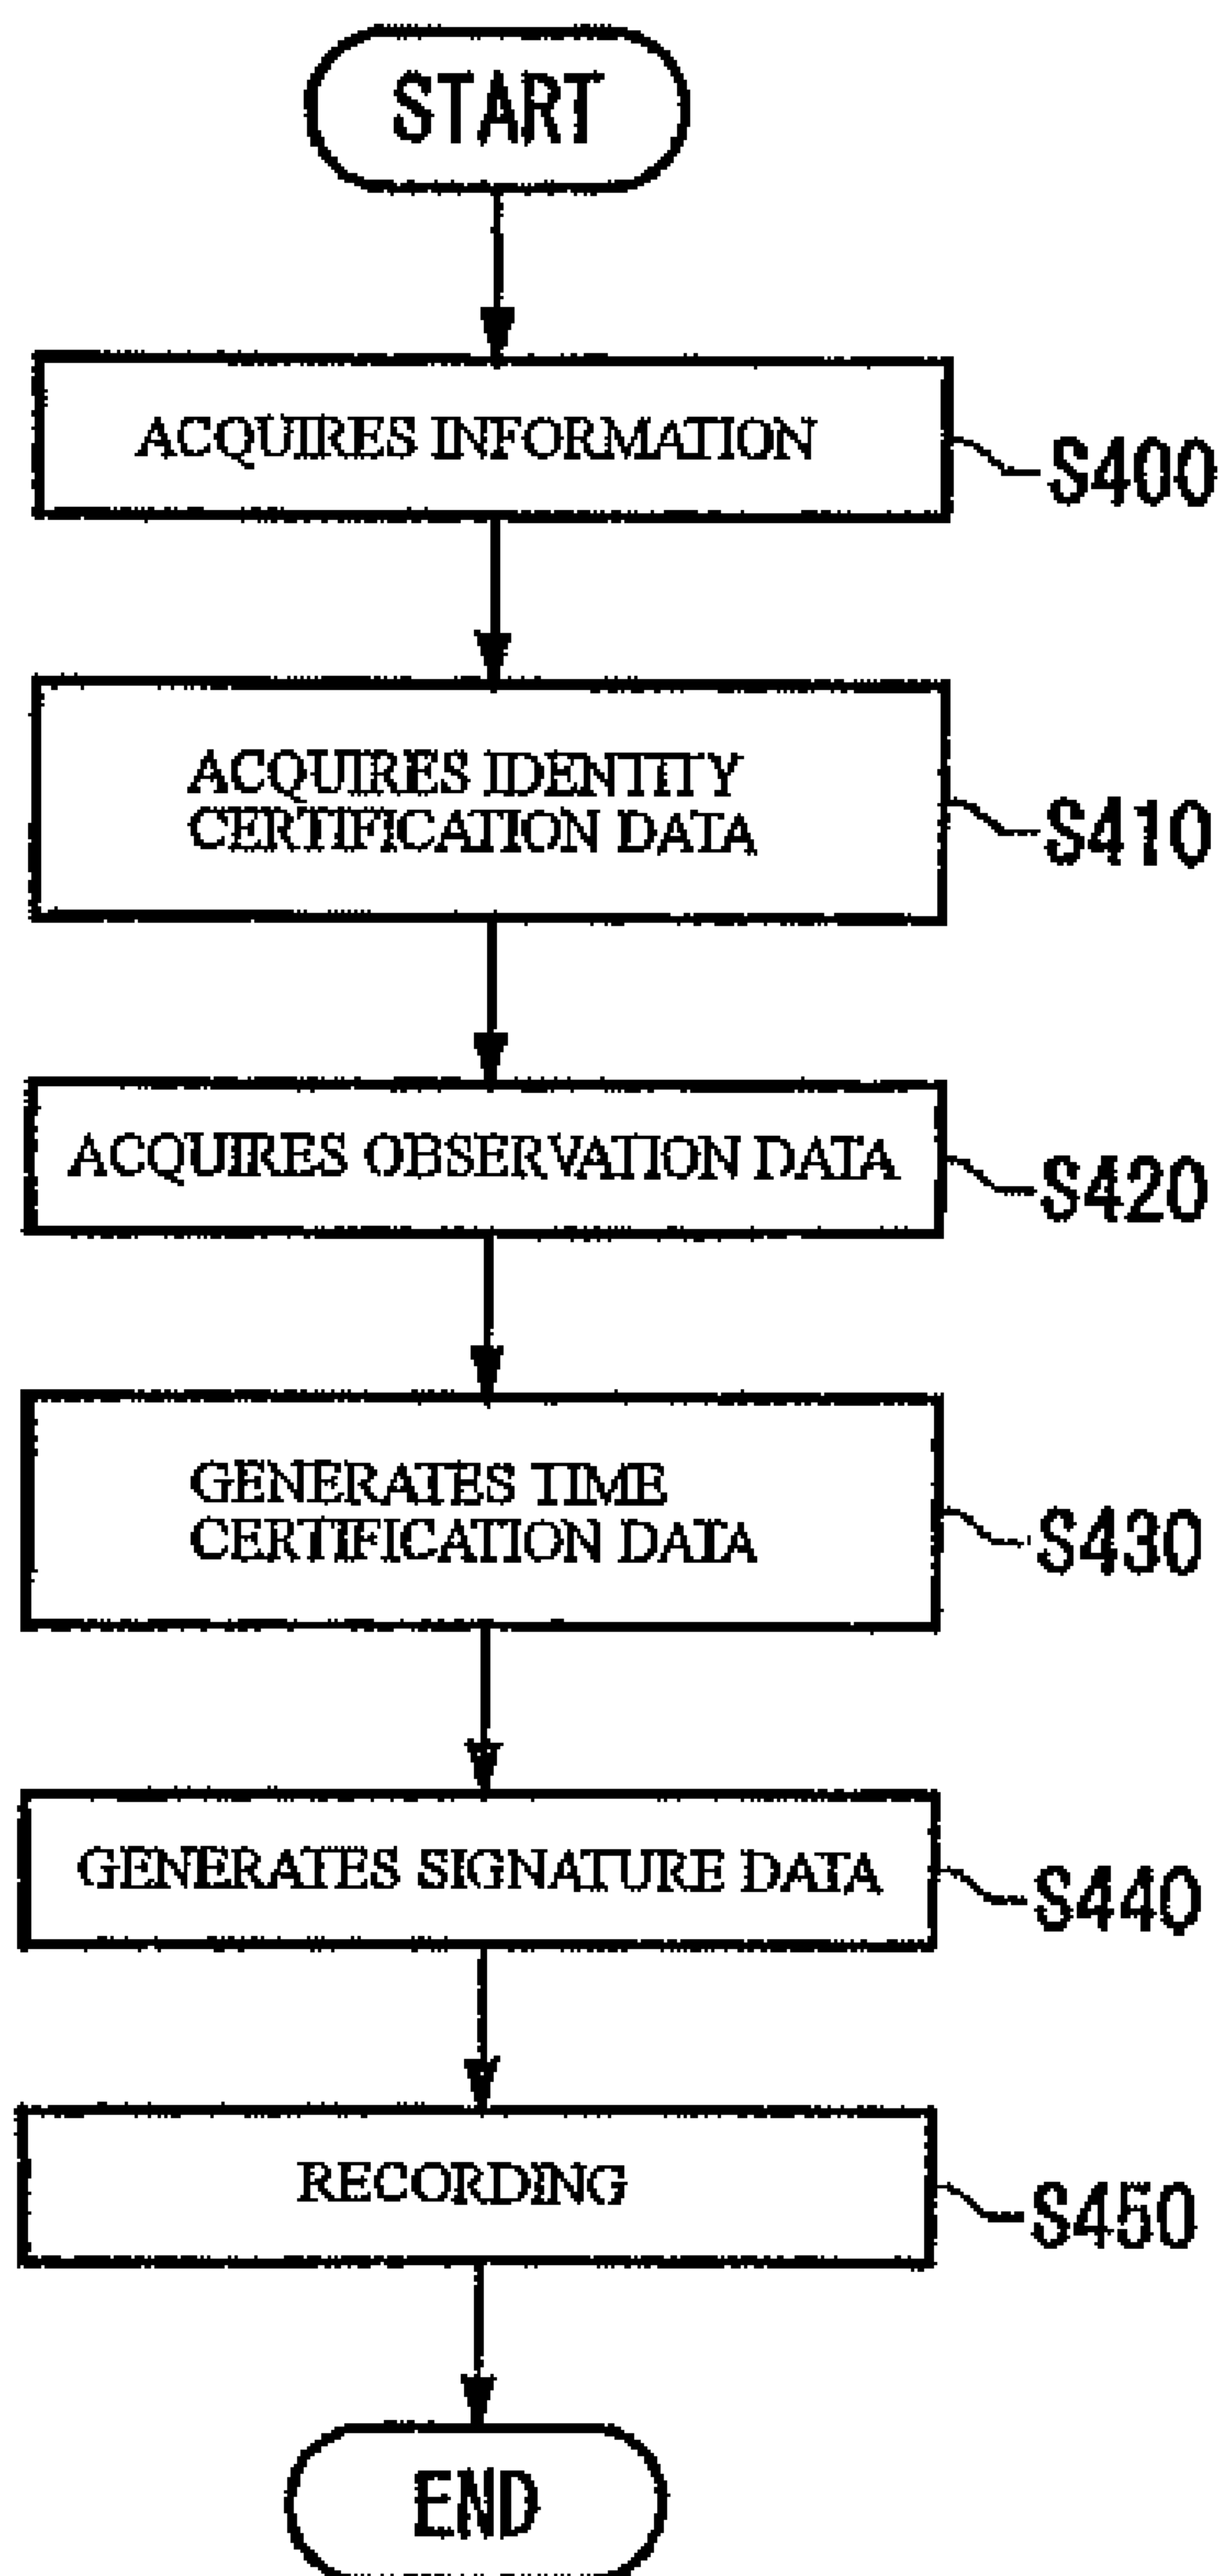 START
ACQUIRES INFORMATION
S400
ACQUIRES IDENTITY
CERTIFICATION DATA
S410
ACQUIRES OBSERVATION DATA
S420
GENERATES TIME
CERTIFICATION DATA
S430
GENERATES SIGNATURE DATA
S440
RECORDING
S450
END